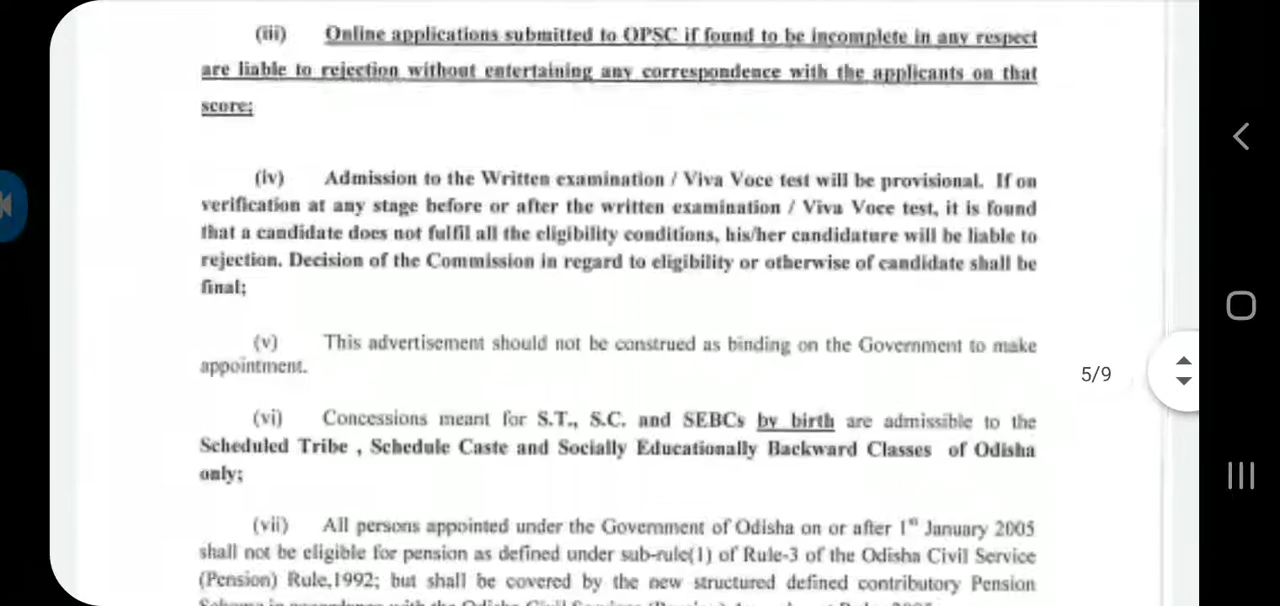 (iii) Online applications submitted to OPSC if found to be incomplete in any respect
are liable to rejection without entertaining any correspondence with the applicants on that
score;
(iv) Admission to the Written examination / Viva Voce test will be provisional. If on
verification at any stage before or after the written examination / Viva Voce test, it is found
that a candidate does not fulfil all the eligibility conditions, his/her candidature will be liable to
rejection. Decision of the Commission in regard to eligibility or otherwise of candidate shall be
final;
(v) This advertisement should not be construed as binding on the Government to make
appointment.
5/9
(vi) Concessions meant for S.T., S.C. and SEBCs by birth are admissible to the
Scheduled Tribe , Schedule Caste and Socially Educationally Backward Classes of Odisha
only;
(vii) All persons appointed under the Government of Odisha on or after 1st January 2005
shall not be eligible for pension as defined under sub-rule(1) of Rule-3 of the Odisha Civil Service
(Pension) Rule,1992; but shall be covered by the new structured defined contributory Pension